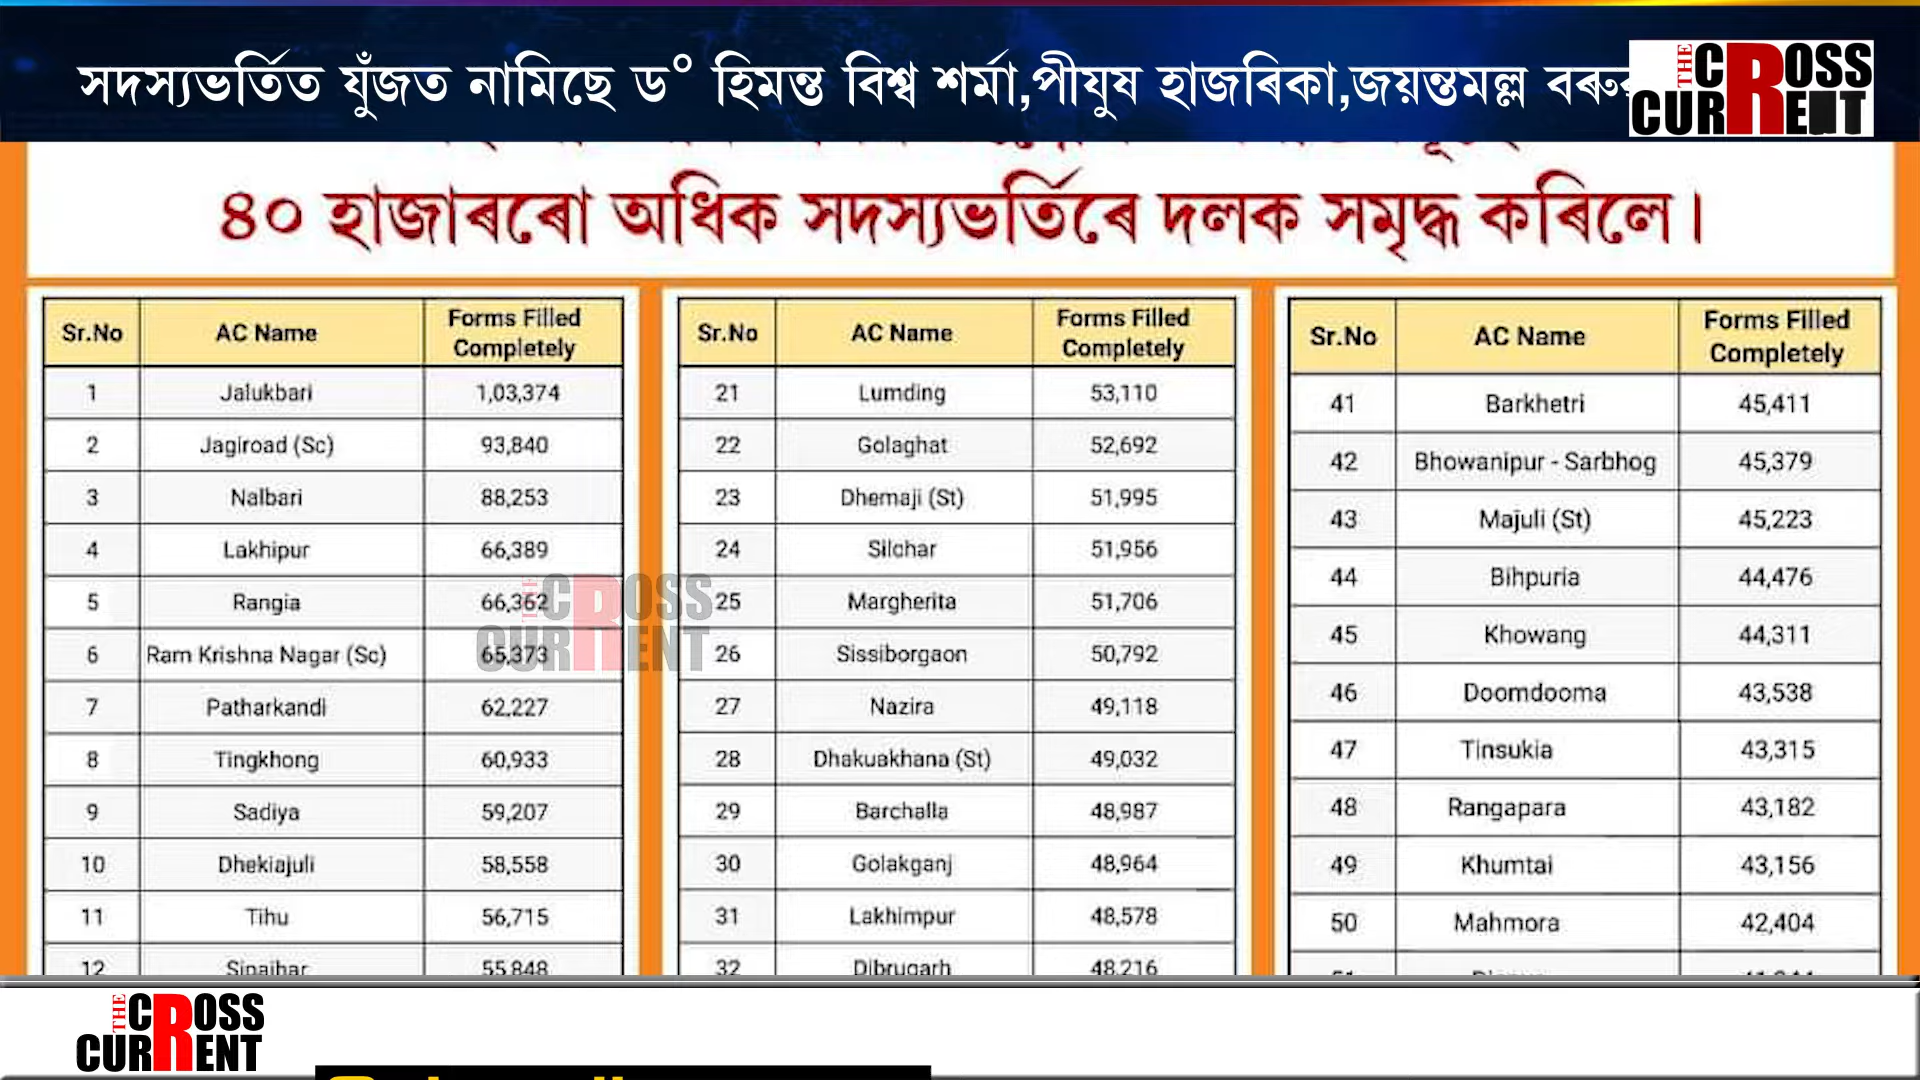 সদস্যভৰ্তিত যুঁজত নামিছে ড° হিমন্ত বিশ্ব শৰ্মা,পীযুষ হাজৰিকা,জয়ন্তমল্ল
THE CROSS CURRENT
৪০ হাজাৰৰো অধিক সদস্যভৰ্তিৰে দলক সমৃদ্ধ কৰিলে।
Sr.No AC Name Forms Filled Completely
1 Jalukbari 1,03,374
2 Jagiroad (Sc) 93,840
3 Nalbari 88,253
4 Lakhipur 66,389
5 Rangia 66,362
6 Ram Krishna Nagar (Sc) 65,373
7 Patharkandi 62,227
8 Tingkhong 60,933
9 Sadiya 59,207
10 Dhekiajuli 58,558
11 Tihu 56,715
12 Sipajhar 55,848
Sr.No AC Name Forms Filled Completely
21 Lumding 53,110
22 Golaghat 52,692
23 Dhemaji (St) 51,995
24 Silchar 51,956
25 Margherita 51,706
26 Sissiborgaon 50,792
27 Nazira 49,118
28 Dhakuakhana (St) 49,032
29 Barchalla 48,987
30 Golakganj 48,964
31 Lakhimpur 48,578
32 Dibrugarh 48,216
Sr.No AC Name Forms Filled Completely
41 Barkhetri 45,411
42 Bhowanipur - Sarbhog 45,379
43 Majuli (St) 45,223
44 Bihpuria 44,476
45 Khowang 44,311
46 Doomdooma 43,538
47 Tinsukia 43,315
48 Rangapara 43,182
49 Khumtai 43,156
50 Mahmora 42,404
THE CROSS CURRENT
THE CROSS CURRENT